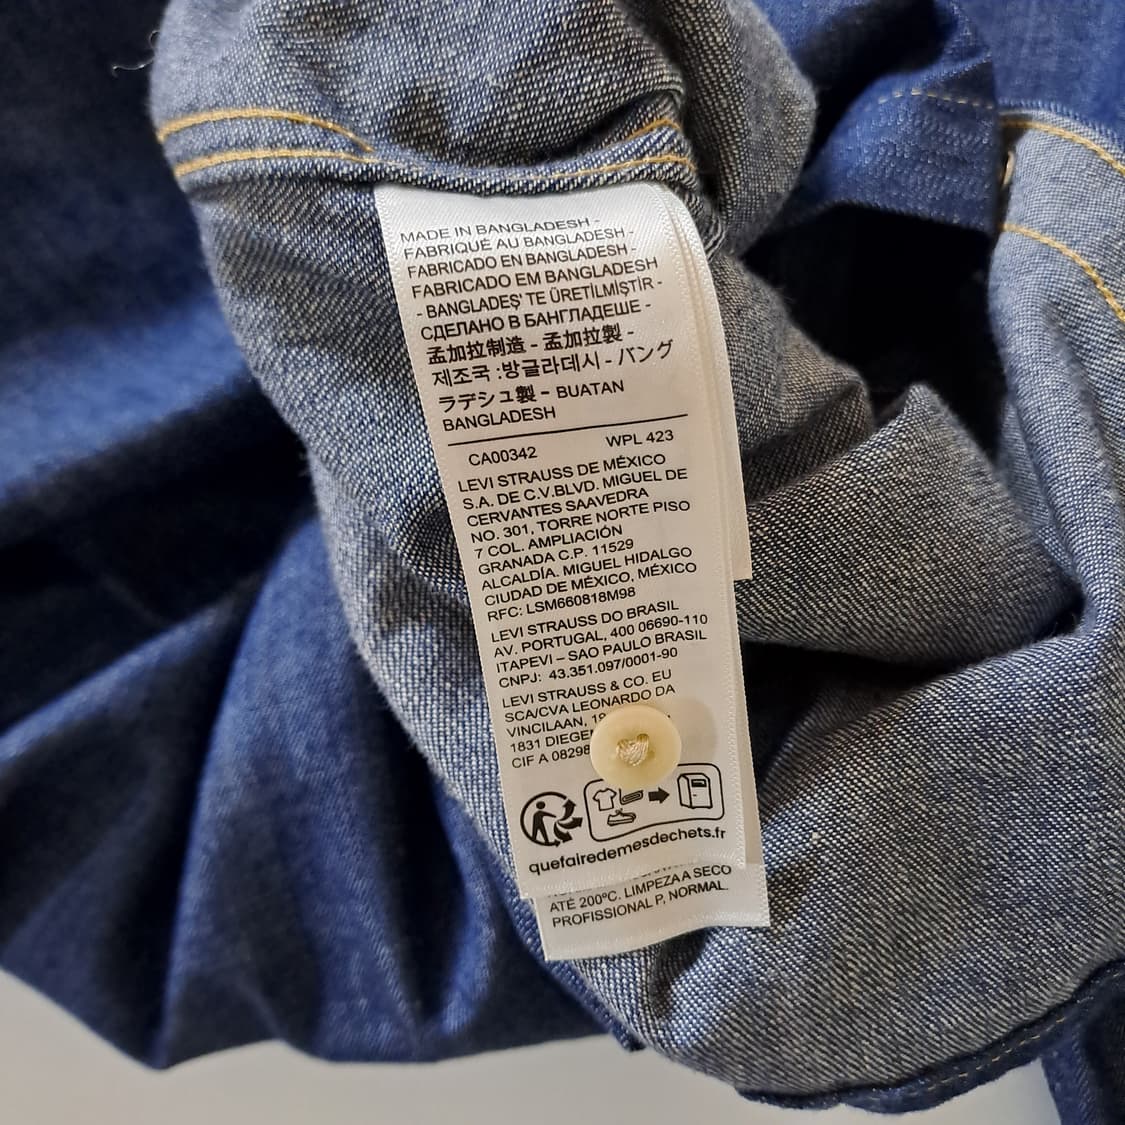 MADE IN BANGLADESH -
FABRIQUÉ AU BANGLADESH -
FABRICADO EN BANGLADESH -
FABRICADO EM BANGLADESH
- BANGLADEŞ' TE ÜRETİLMİŞTİR -
СДЕЛАНО В БАНГЛАДЕШЕ -
孟加拉制造 - 孟加拉製 -
제조국 :방글라데시 - バング
ラデシュ製 - BUATAN
BANGLADESH
CA00342 WPL 423
LEVI STRAUSS DE MÉXICO
S.A. DE C.V.BLVD. MIGUEL DE
CERVANTES SAAVEDRA
NO. 301, TORRE NORTE PISO
7 COL. AMPLIACIÓN
GRANADA C.P. 11529
ALCALDÍA. MIGUEL HIDALGO
CIUDAD DE MÉXICO, MÉXICO
RFC: LSM660818M98
LEVI STRAUSS DO BRASIL
AV. PORTUGAL, 400 06690-110
ITAPEVI – SAO PAULO BRASIL
CNPJ: 43.351.097/0001-90
LEVI STRAUSS & CO. EU
SCA/CVA LEONARDO DA
VINCILAAN,
1831
CIF A
quefairedemesdechets.fr
ATÉ 200ºC. LIMPEZA A SECO
PROFISSIONAL P, NORMAL.